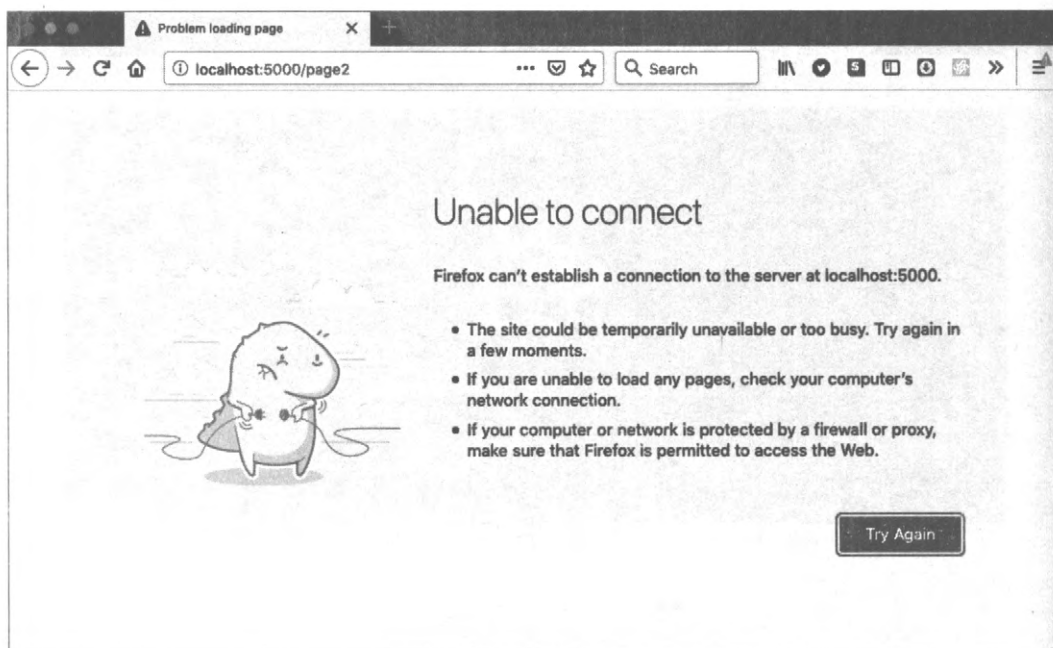 Problem loading page
localhost:5000/page2
Search
Unable to connect
Firefox can't establish a connection to the server at localhost:5000.
• The site could be temporarily unavailable or too busy. Try again in
a few moments.
• If you are unable to load any pages, check your computer's
network connection.
• If your computer or network is protected by a firewall or proxy,
make sure that Firefox is permitted to access the Web.
Try Again